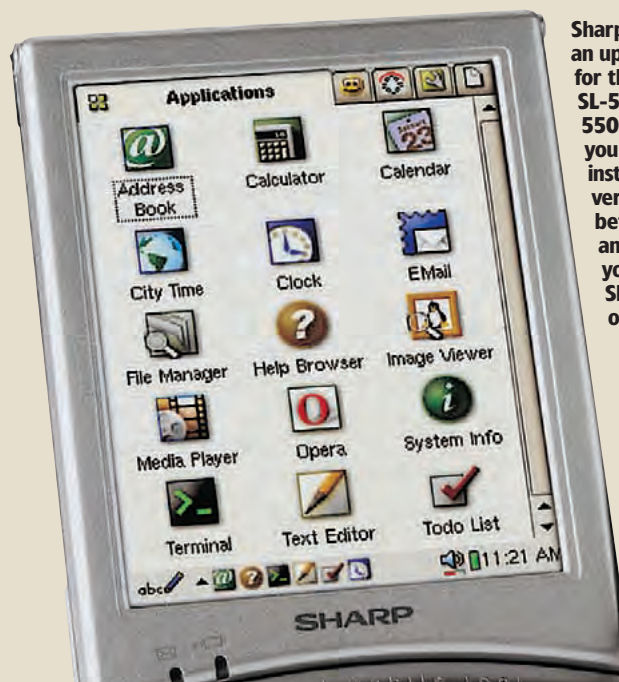 Sharp
an up
for th
SL-5
550
you
inst
ver
be
an
yo
Applications
Address
Book
Calculator
Calendar
City Time
Clock
EMail
File Manager
Help Browser
Image Viewer
Media Player
Opera
System Info
Terminal
Text Editor
Todo List
abc
11:21 AM
SHARP